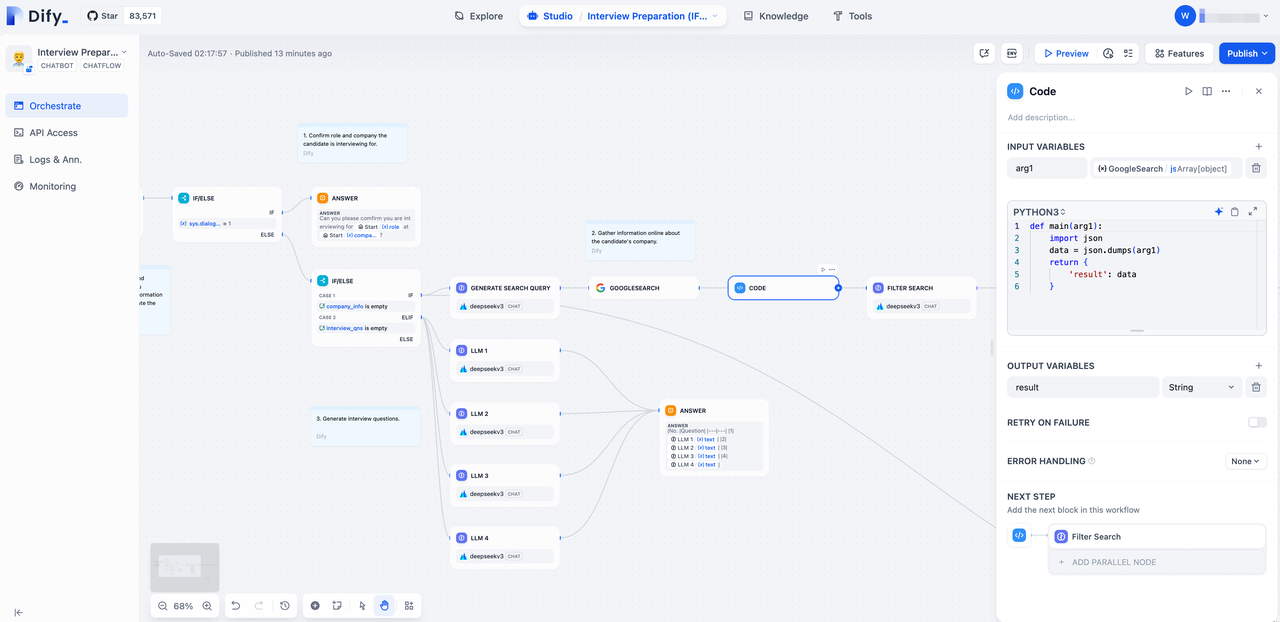 Dify_
Star 83,571
Explore
Studio / Interview Preparation (IF...
Knowledge
Tools
W
Interview Prepar...
CHATBOT CHATFLOW
Orchestrate
API Access
Logs & Ann.
Monitoring
Auto-Saved 02:17:57 · Published 13 minutes ago
Preview
Features
Publish
1. Confirm role and company the
candidate is interviewing for.
Dify
IF/ELSE
IF
{x} sys.dialog... = 1
ELSE
ANSWER
ANSWER
Can you please comfirm you are int
erviewing for Start {x} role at
Start {x} compa... ?
2. Gather information online about
the candidate's company.
Dify
IF/ELSE
CASE 1 IF
company_info is empty
CASE 2 ELIF
interview_qns is empty
ELSE
GENERATE SEARCH QUERY
deepseekv3 CHAT
GOOGLESEARCH
CODE
FILTER SEARCH
deepseekv3 CHAT
LLM 1
deepseekv3 CHAT
LLM 2
deepseekv3 CHAT
LLM 3
deepseekv3 CHAT
LLM 4
deepseekv3 CHAT
3. Generate interview questions.
Dify
ANSWER
ANSWER
|No. |Question| |---|---| |1|
LLM 1 {x} text | |2|
LLM 2 {x} text | |3|
LLM 3 {x} text | |4|
LLM 4 {x} text |
68%
Code
Add description...
INPUT VARIABLES
arg1
{x} GoogleSearch / json Array[object]
PYTHON3
1 def main(arg1):
2 import json
3 data = json.dumps(arg1)
4 return {
5 'result': data
6 }
OUTPUT VARIABLES
result String
RETRY ON FAILURE
ERROR HANDLING None
NEXT STEP
Add the next block in this workflow
Filter Search
+ ADD PARALLEL NODE